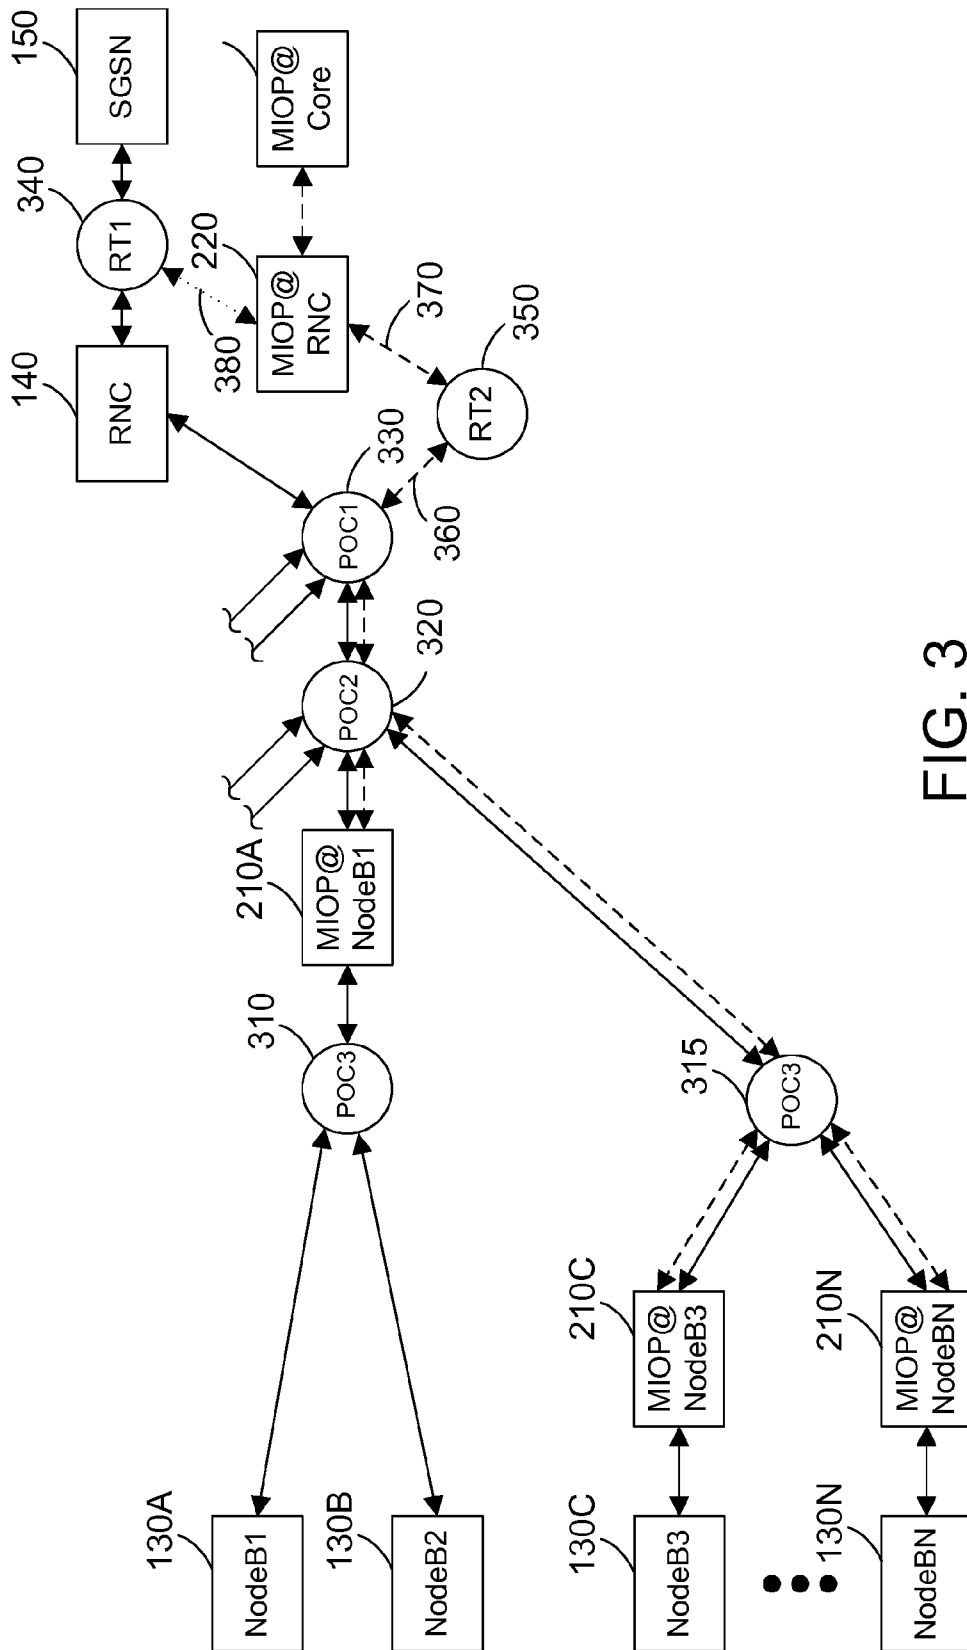 130A
NodeB1
130B
NodeB2
130C
NodeB3
130N
NodeBN
310
POC3
210A
MIOP@
NodeB1
210C
MIOP@
NodeB3
210N
MIOP@
NodeBN
315
POC3
320
POC2
330
POC1
360
RT2
350
370
140
RNC
380
220
MIOP@
RNC
340
RT1
150
SGSN
MIOP@
Core
FIG. 3